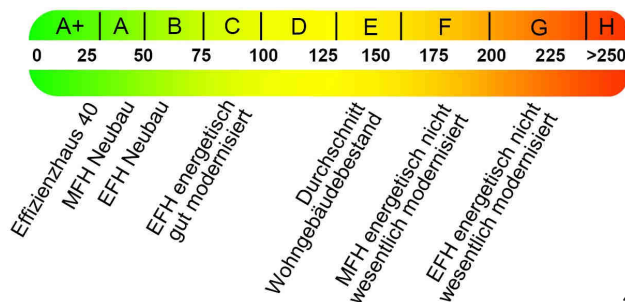 A+ A B C D E F G H
0 25 50 75 100 125 150 175 200 225 >250
Effizienzhaus 40
MFH Neubau
EFH Neubau
EFH energetisch
gut modernisiert
Durchschnitt
Wohngebäudebestand
MFH energetisch nicht
wesentlich modernisiert
EFH energetisch nicht
wesentlich modernisiert